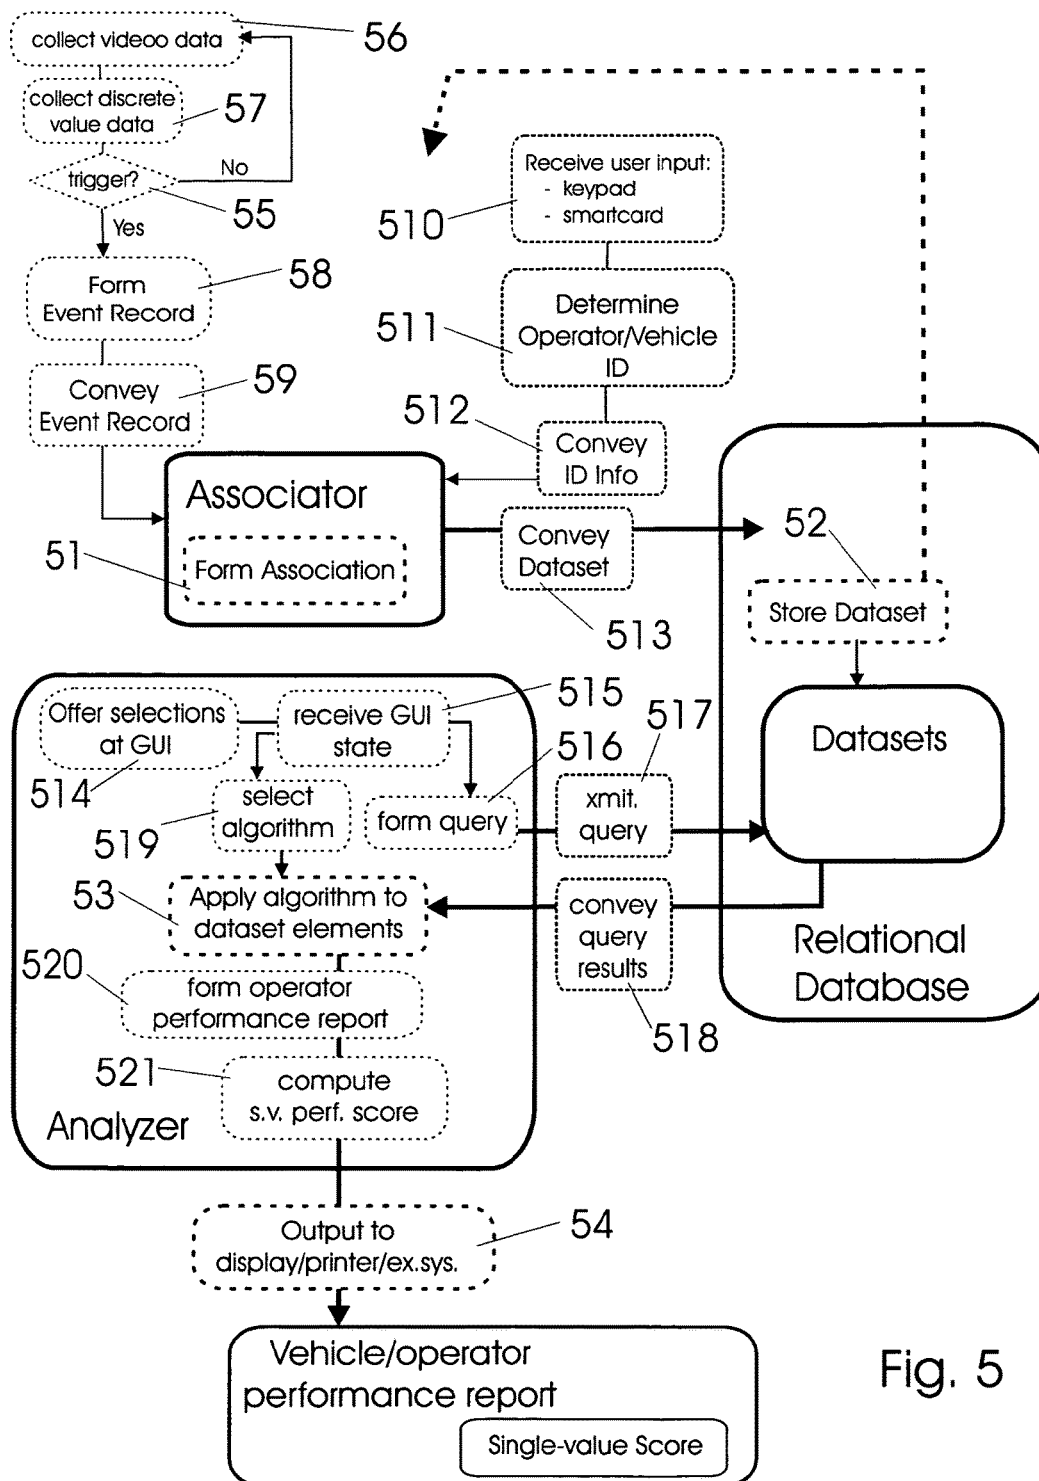 collect videoo data
56
collect discrete
value data
57
trigger?
No
55
Yes
Form
Event Record
58
Convey
Event Record
59
Receive user input:
- keypad
- smartcard
510
Determine
Operator/Vehicle
ID
511
512
Convey
ID Info
Associator
51
Form Association
Convey
Dataset
513
52
Store Dataset
Datasets
Relational
Database
Offer selections
at GUI
514
receive GUI
state
515
516
517
select
algorithm
519
form query
xmit.
query
53
Apply algorithm to
dataset elements
convey
query
results
518
520
form operator
performance report
521
compute
s.v. perf. score
Analyzer
Output to
display/printer/ex.sys.
54
Vehicle/operator
performance report
Single-value Score
Fig. 5